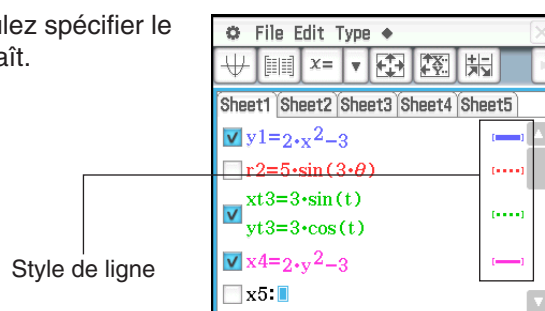 ulez spécifier le
aît.
File Edit Type ◆
x=
Sheet1 Sheet2 Sheet3 Sheet4 Sheet5
y1=2·x²−3
r2=5·sin(3·θ)
xt3=3·sin(t)
yt3=3·cos(t)
x4=2·y²−3
x5:
Style de ligne